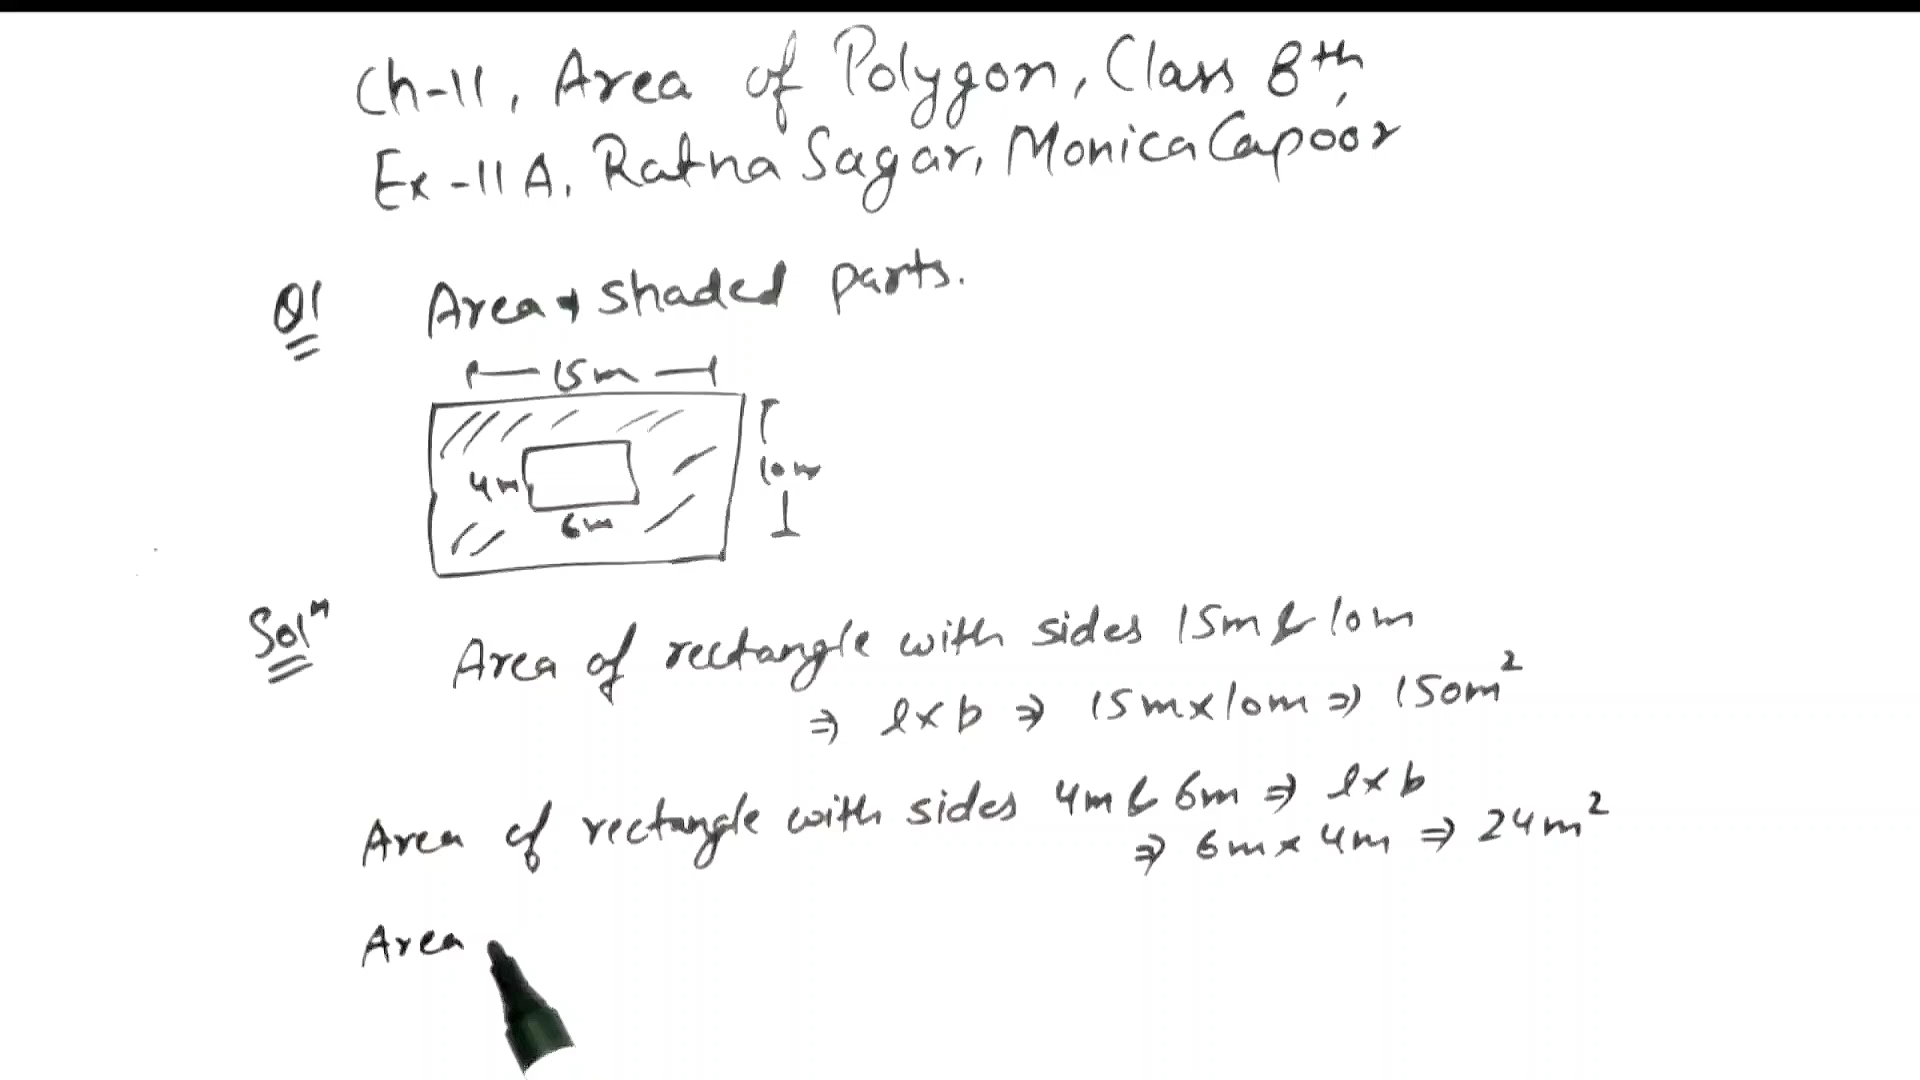 Ch-11, Area of Polygon, Class 8th,
Ex-11A, Ratna Sagar, Monica Capoor
Q1 Area of shaded parts.
15m
10m
4m
6m
Solⁿ Area of rectangle with sides 15m & 10m
⇒ l×b ⇒ 15m×10m ⇒ 150m²
Area of rectangle with sides 4m & 6m ⇒ l×b
⇒ 6m × 4m ⇒ 24m²
Area